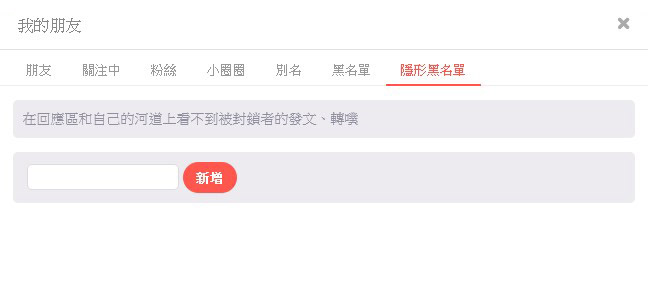 我的朋友
朋友 關注中 粉絲 小圈圈 別名 黑名單 隱形黑名單
在回應區和自己的河道上看不到被封鎖者的發文、轉噗
新增